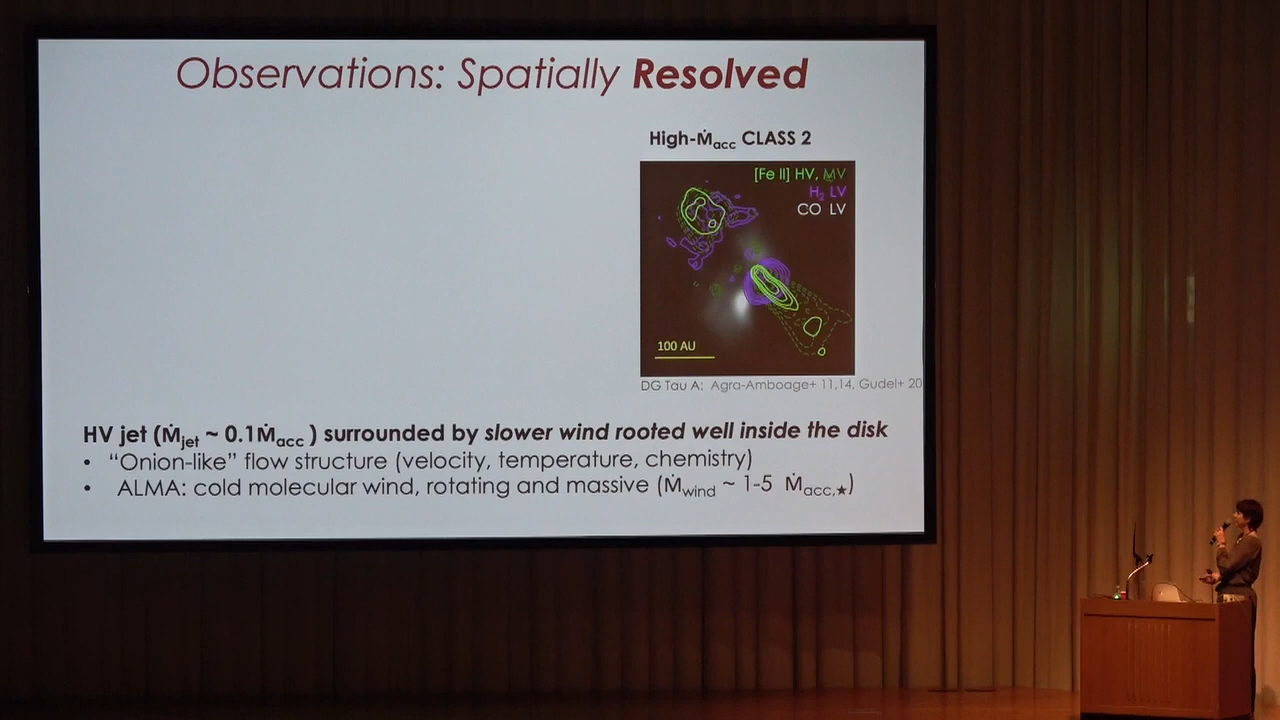 Observations: Spatially Resolved
High-Ṁacc CLASS 2
[Fe II] HV, MV
H2 LV
CO LV
100 AU
DG Tau A: Agra-Amboage+ 11,14, Gudel+ 20
HV jet (Ṁjet ~ 0.1Ṁacc ) surrounded by slower wind rooted well inside the disk
• “Onion-like” flow structure (velocity, temperature, chemistry)
• ALMA: cold molecular wind, rotating and massive (Ṁwind ~ 1-5 Ṁacc,★)